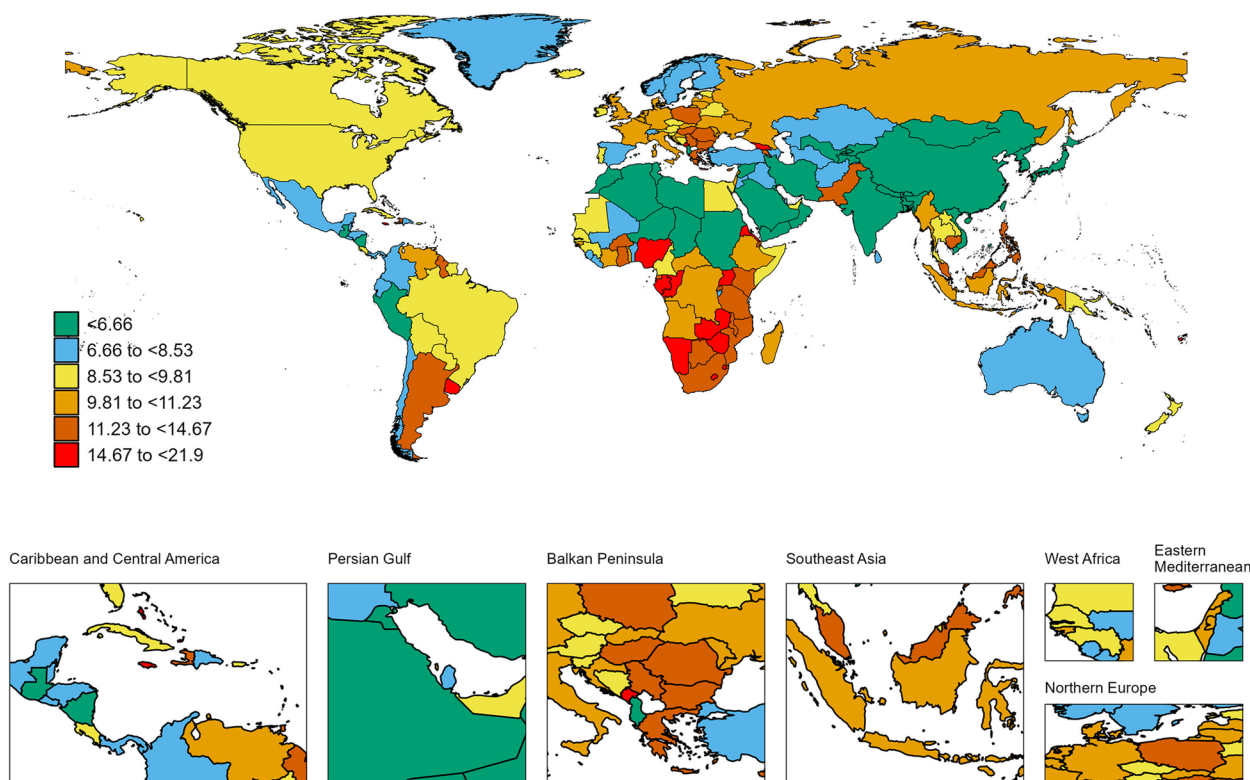 <6.66
6.66 to <8.53
8.53 to <9.81
9.81 to <11.23
11.23 to <14.67
14.67 to <21.9
Caribbean and Central America
Persian Gulf
Balkan Peninsula
Southeast Asia
West Africa
Eastern
Mediterranean
Northern Europe